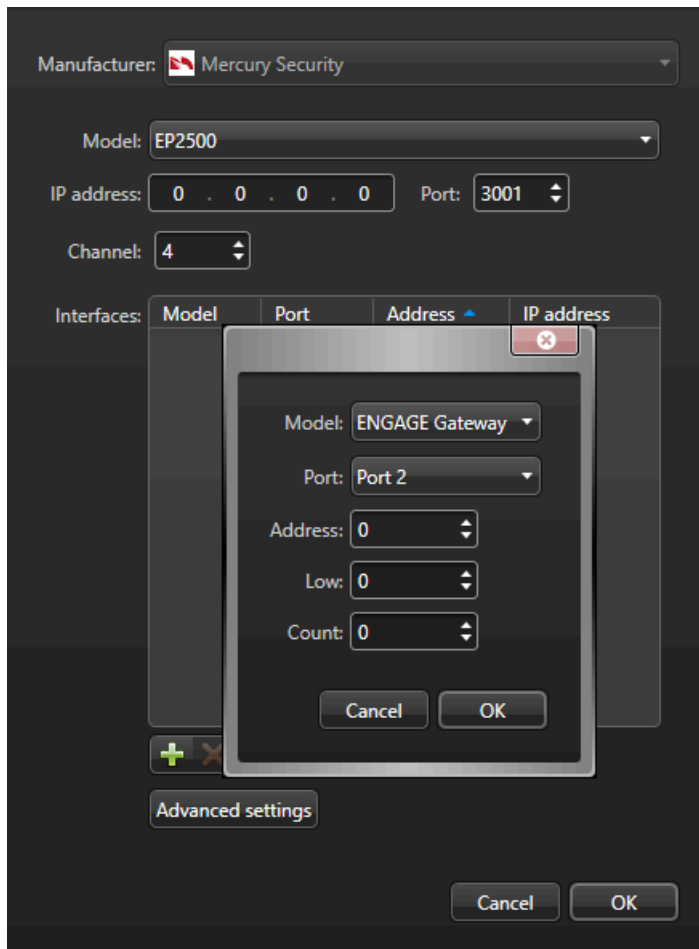 Manufacturer: Mercury Security
Model: EP2500
IP address: 0 . 0 . 0 . 0 Port: 3001
Channel: 4
Interfaces: Model Port Address IP address
Model: ENGAGE Gateway
Port: Port 2
Address: 0
Low: 0
Count: 0
Cancel OK
Advanced settings
Cancel OK